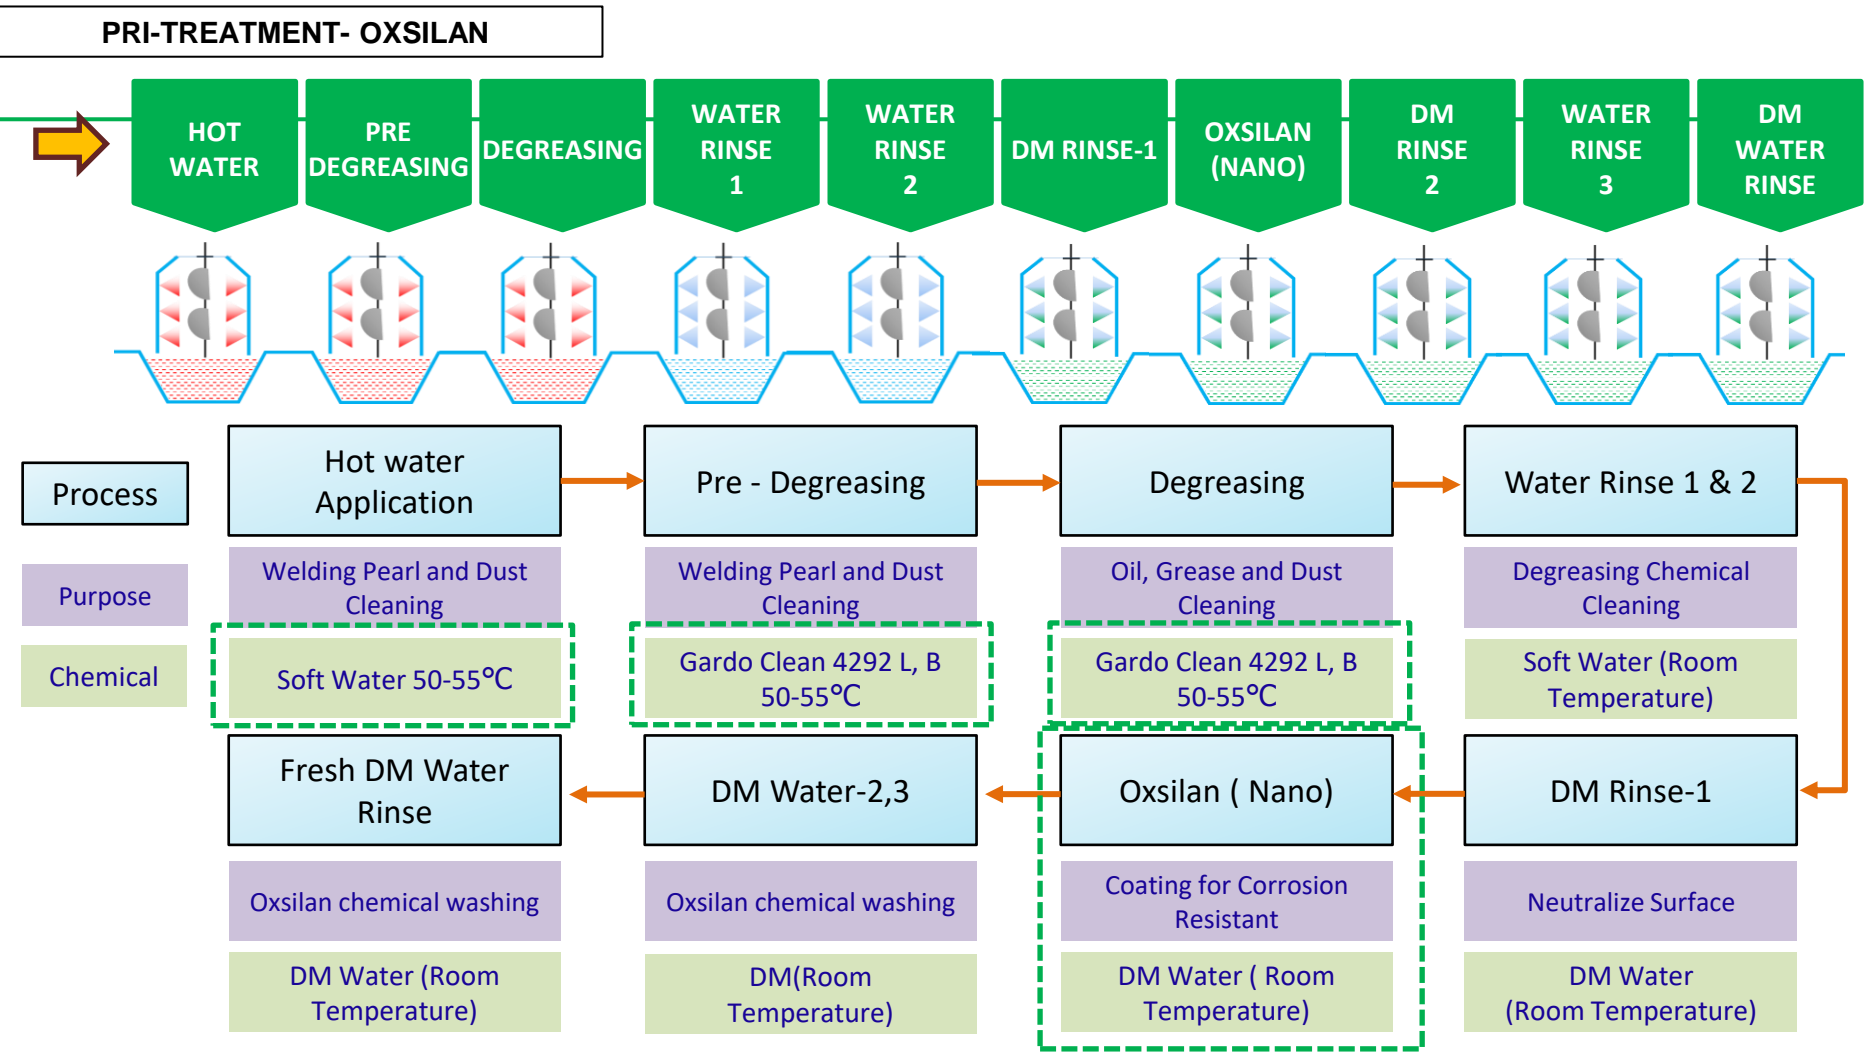 PRI-TREATMENT- OXSILAN
HOT
WATER
PRE
DEGREASING
DEGREASING
WATER
RINSE
1
WATER
RINSE
2
DM RINSE-1
OXSILAN
(NANO)
DM
RINSE
2
WATER
RINSE
3
DM
WATER
RINSE
Process
Hot water
Application
Pre - Degreasing
Degreasing
Water Rinse 1 & 2
Purpose
Welding Pearl and Dust
Cleaning
Welding Pearl and Dust
Cleaning
Oil, Grease and Dust
Cleaning
Degreasing Chemical
Cleaning
Chemical
Soft Water 50-55℃
Gardo Clean 4292 L, B
50-55℃
Gardo Clean 4292 L, B
50-55℃
Soft Water (Room
Temperature)
Fresh DM Water
Rinse
DM Water-2,3
Oxsilan ( Nano)
DM Rinse-1
Oxsilan chemical washing
Oxsilan chemical washing
Coating for Corrosion
Resistant
Neutralize Surface
DM Water (Room
Temperature)
DM(Room
Temperature)
DM Water ( Room
Temperature)
DM Water
(Room Temperature)